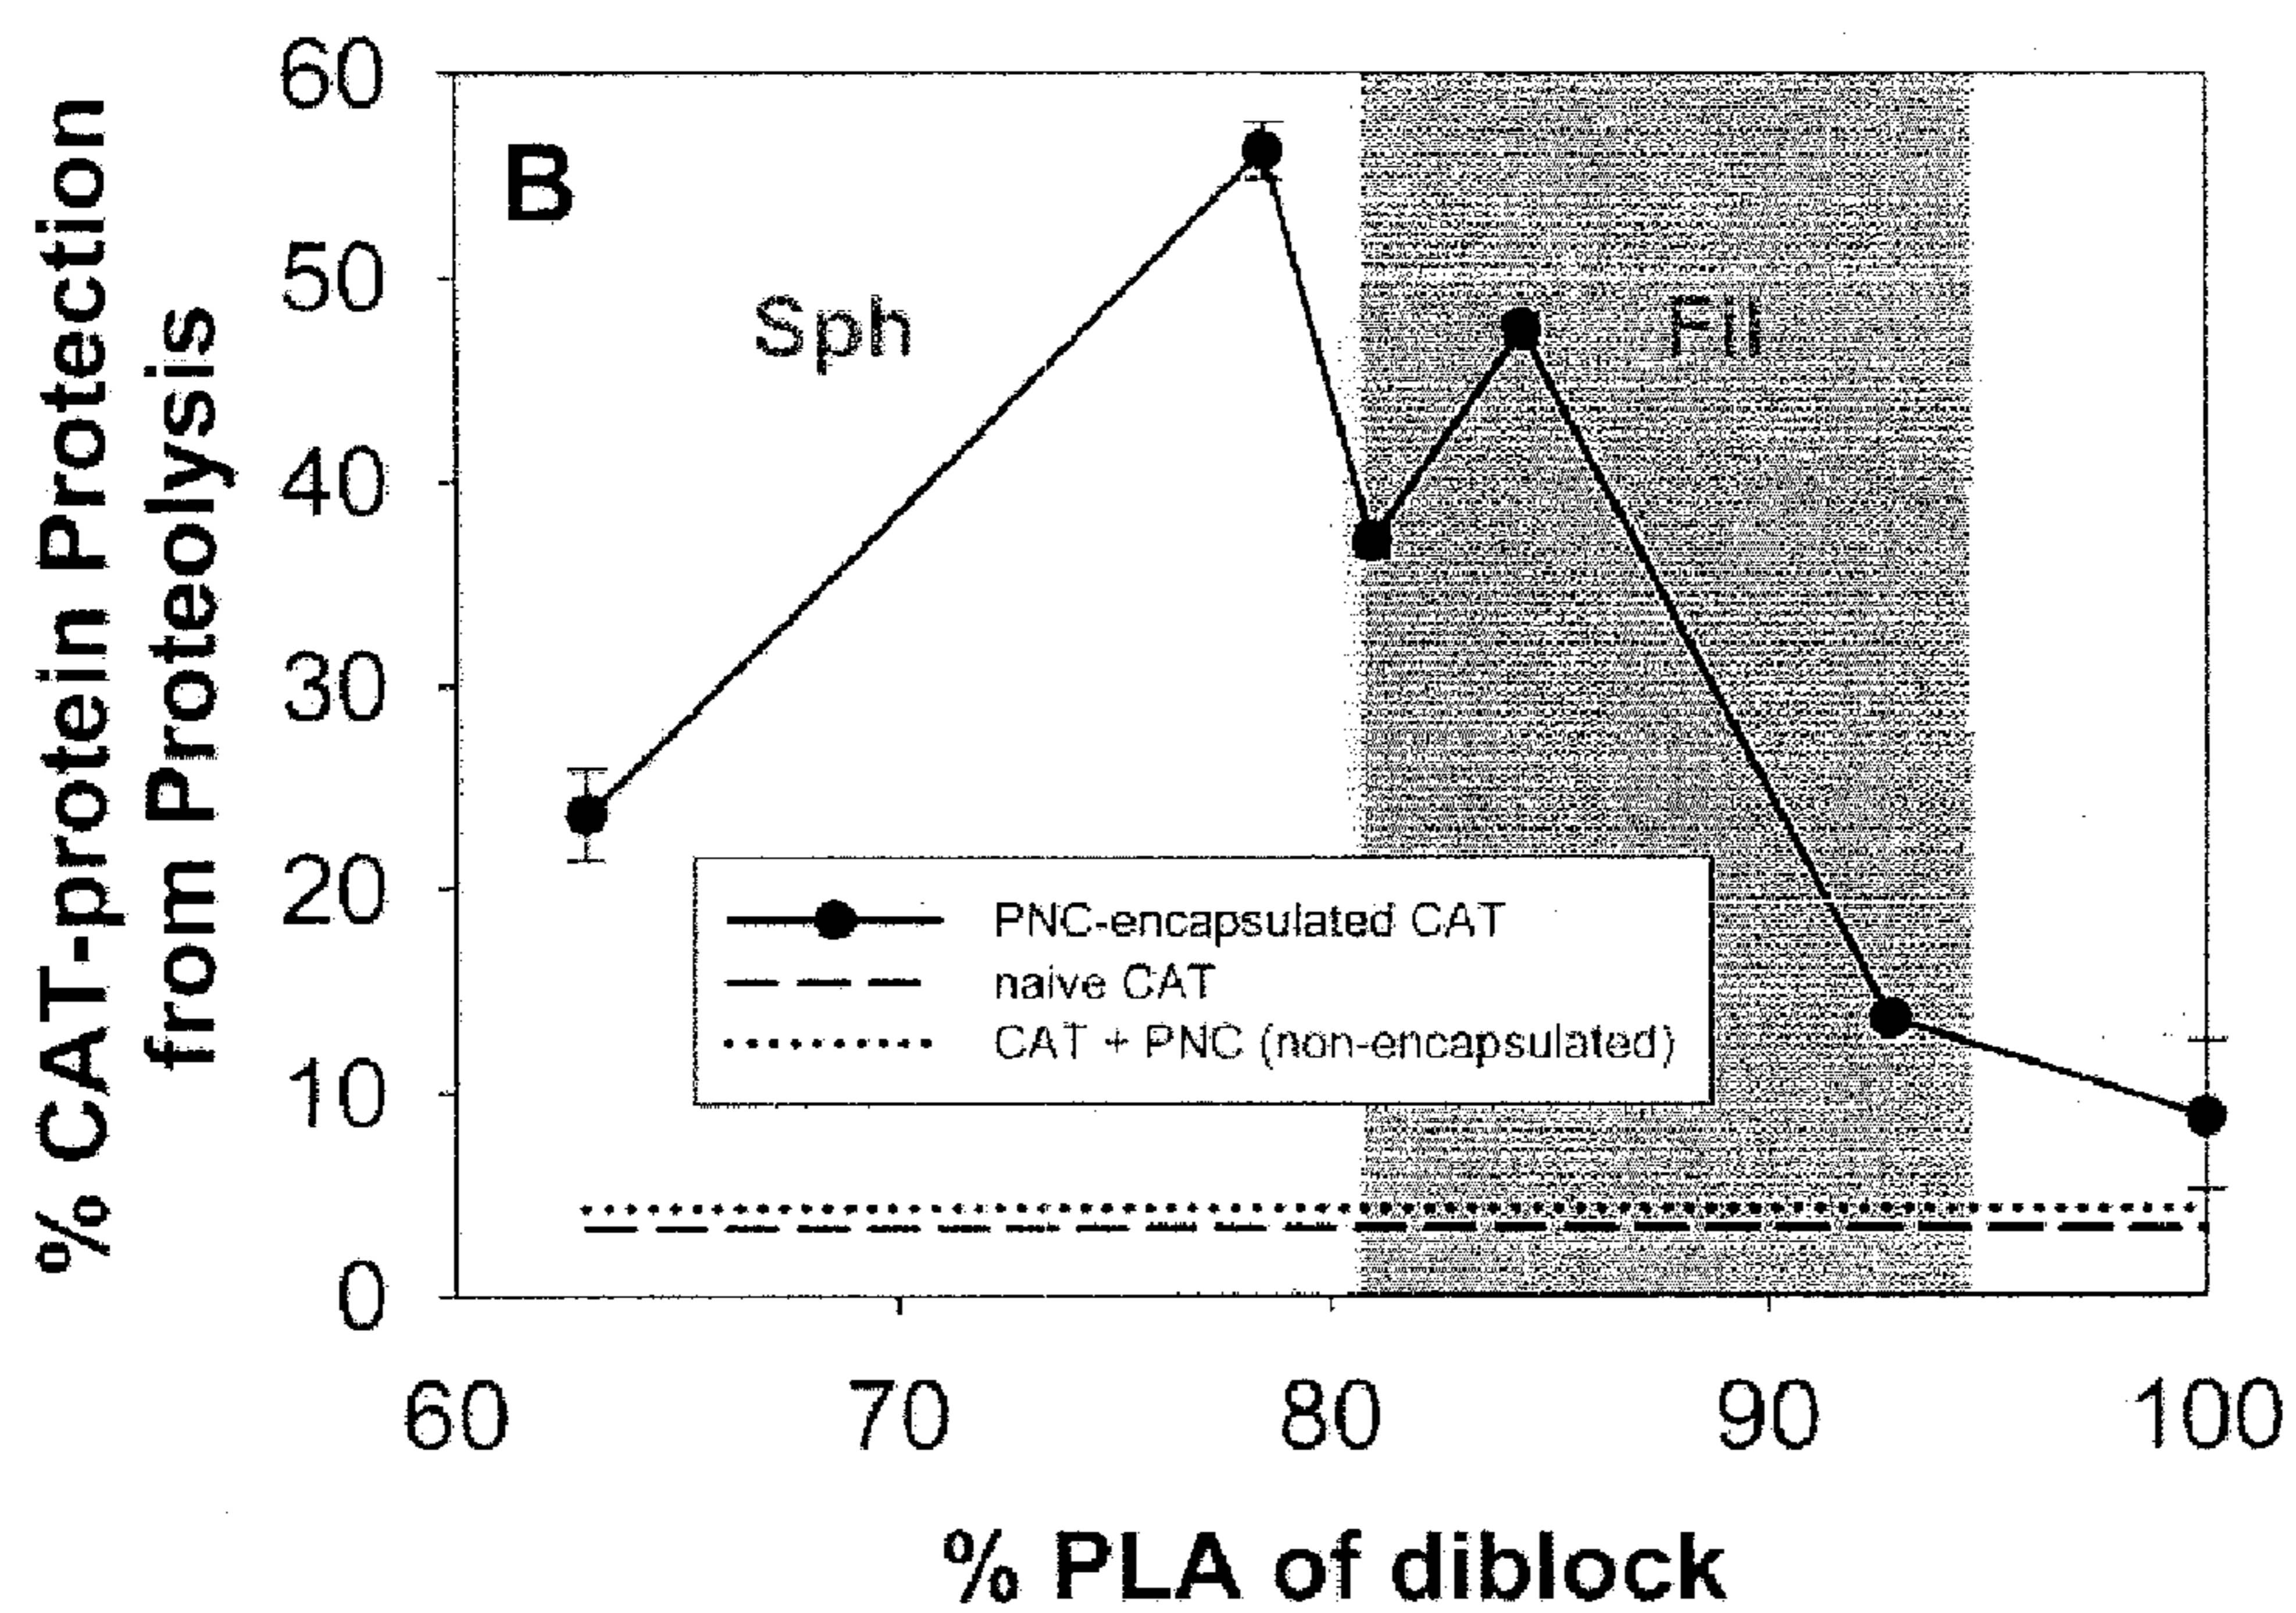 % CAT-protein Protection
from Proteolysis
60
50
40
30
20
10
0
B
Sph
Fil
PNC-encapsulated CAT
naive CAT
CAT + PNC (non-encapsulated)
60 70 80 90 100
% PLA of diblock